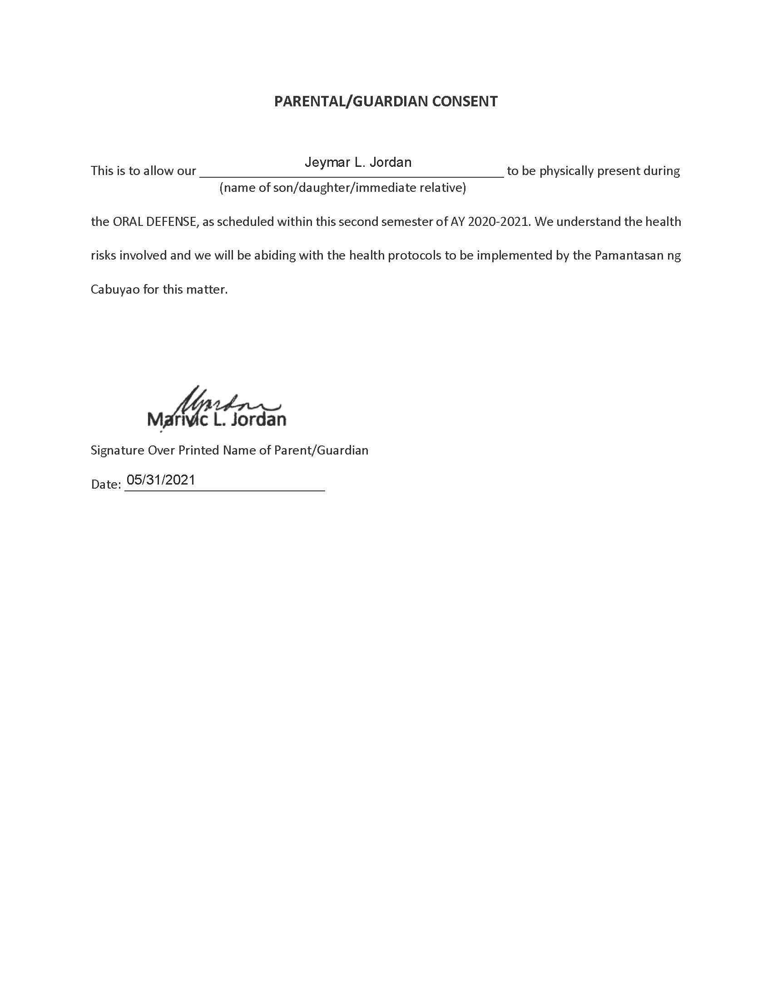 PARENTAL/GUARDIAN CONSENT
This is to allow our Jeymar L. Jordan to be physically present during
(name of son/daughter/immediate relative)
the ORAL DEFENSE, as scheduled within this second semester of AY 2020-2021. We understand the health
risks involved and we will be abiding with the health protocols to be implemented by the Pamantasan ng
Cabuyao for this matter.
Marivic L. Jordan
Signature Over Printed Name of Parent/Guardian
Date: 05/31/2021